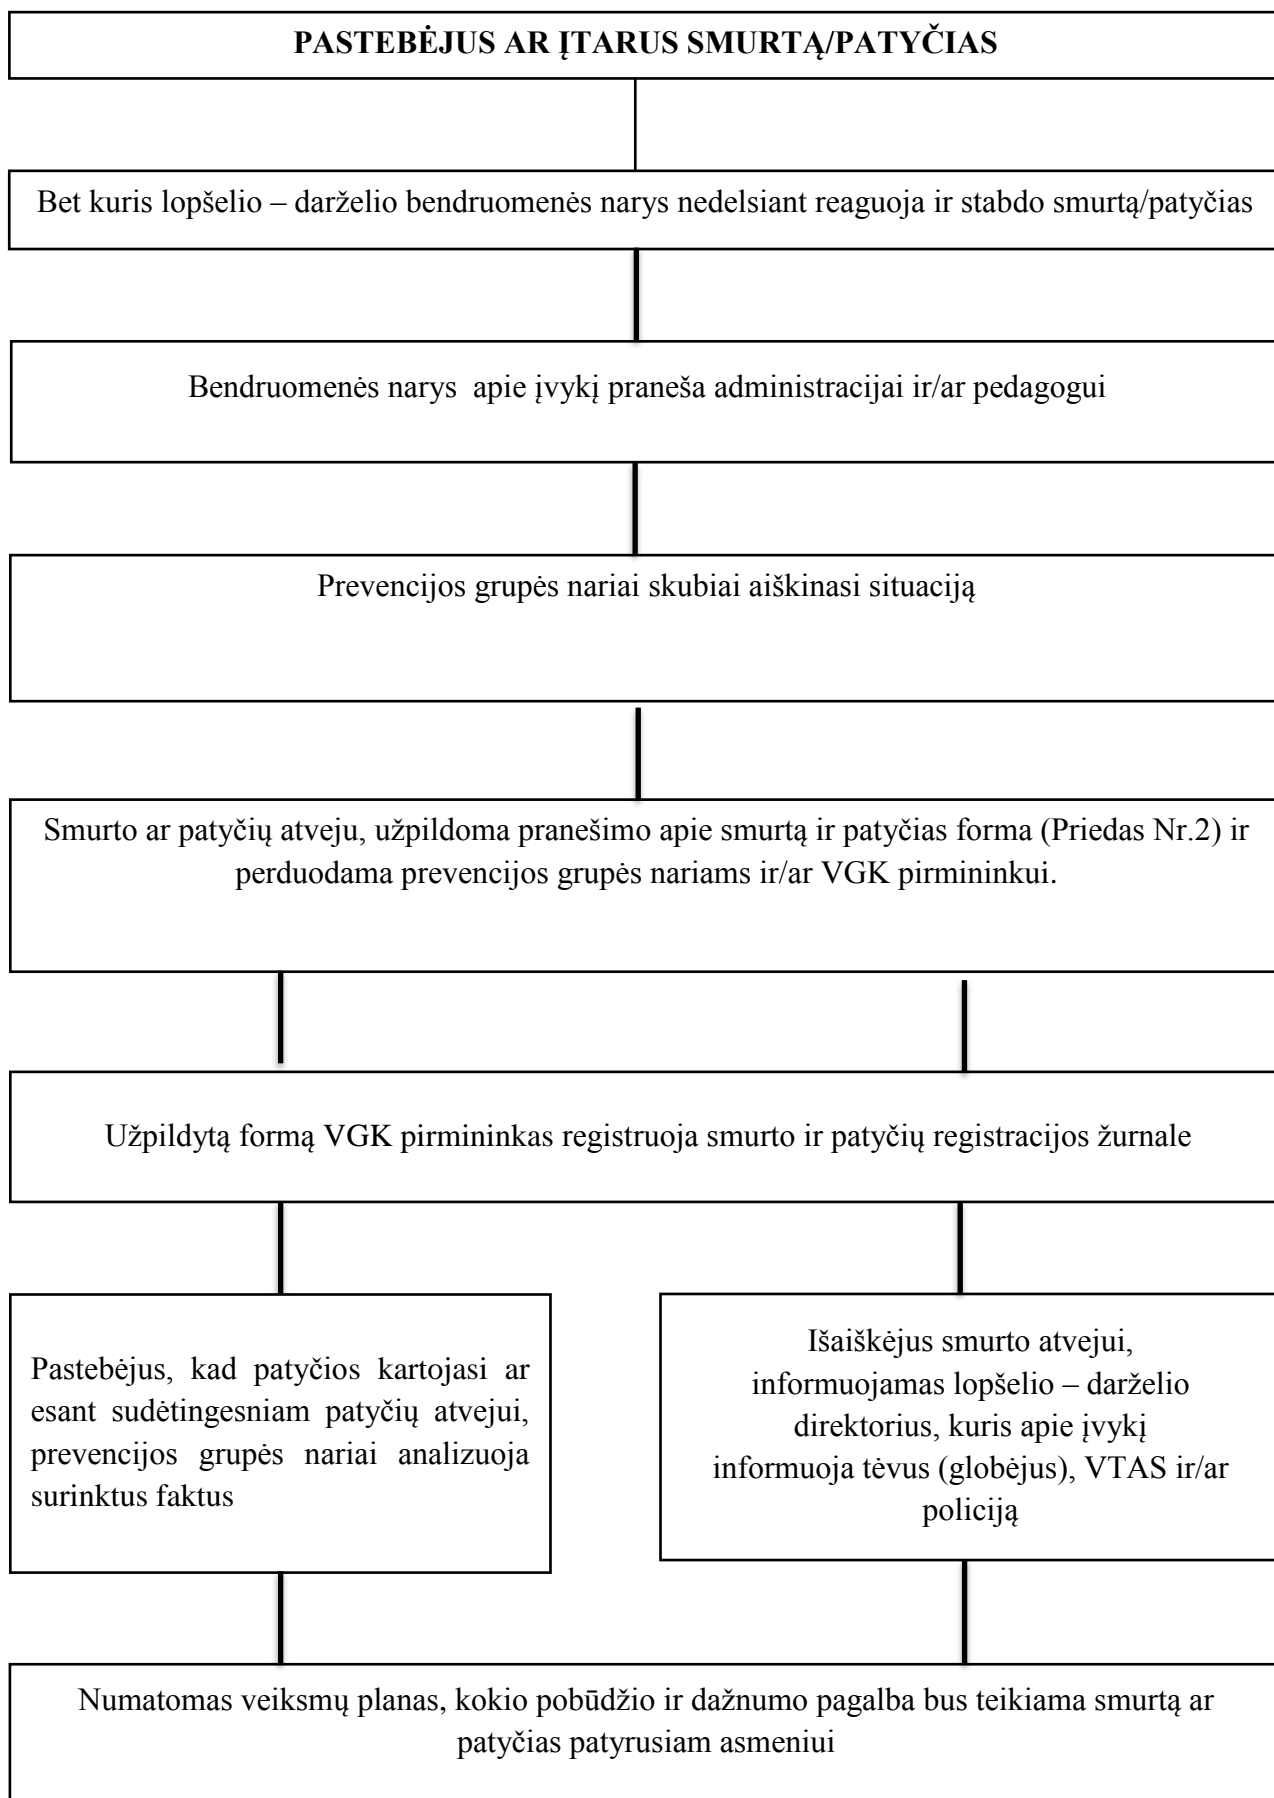 PASTEBĖJUS AR ĮTARUS SMURTĄ/PATYČIAS
Bet kuris lopšelio – darželio bendruomenės narys nedelsiant reaguoja ir stabdo smurtą/patyčias
Bendruomenės narys apie įvykį praneša administracijai ir/ar pedagogui
Prevencijos grupės nariai skubiai aiškinasi situaciją
Smurto ar patyčių atveju, užpildoma pranešimo apie smurtą ir patyčias forma (Priedas Nr.2) ir
perduodama prevencijos grupės nariams ir/ar VGK pirmininkui.
Užpildytą formą VGK pirmininkas registruoja smurto ir patyčių registracijos žurnale
Pastebėjus, kad patyčios kartojasi ar
esant sudėtingesniam patyčių atvejui,
prevencijos grupės nariai analizuoja
surinktus faktus
Išaiškėjus smurto atvejui,
informuojamas lopšelio – darželio
direktorius, kuris apie įvykį
informuoja tėvus (globėjus), VTAS ir/ar
policiją
Numatomas veiksmų planas, kokio pobūdžio ir dažnumo pagalba bus teikiama smurtą ar
patyčias patyrusiam asmeniui